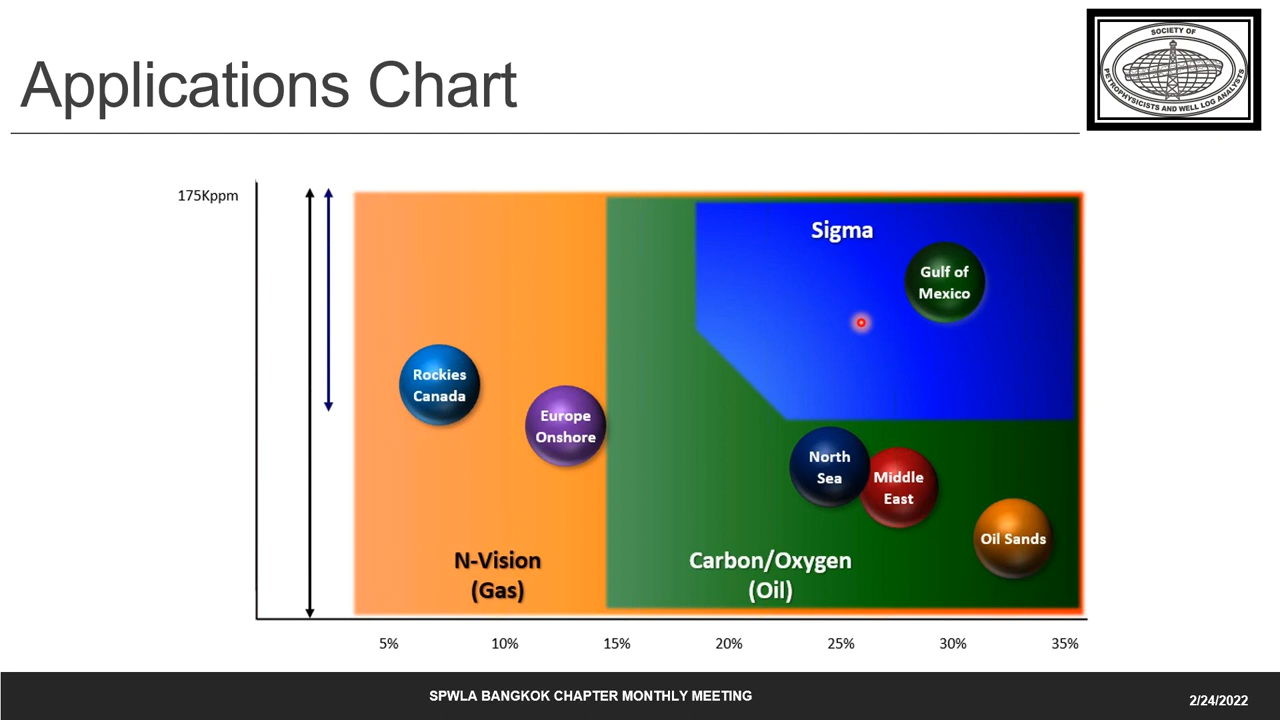 Applications Chart
SOCIETY OF
PETROPHYSICISTS AND WELL LOG ANALYSTS
175Kppm
Sigma
Gulf of
Mexico
Rockies
Canada
Europe
Onshore
North
Sea
Middle
East
Oil Sands
N-Vision
(Gas)
Carbon/Oxygen
(Oil)
5%
10%
15%
20%
25%
30%
35%
SPWLA BANGKOK CHAPTER MONTHLY MEETING
2/24/2022